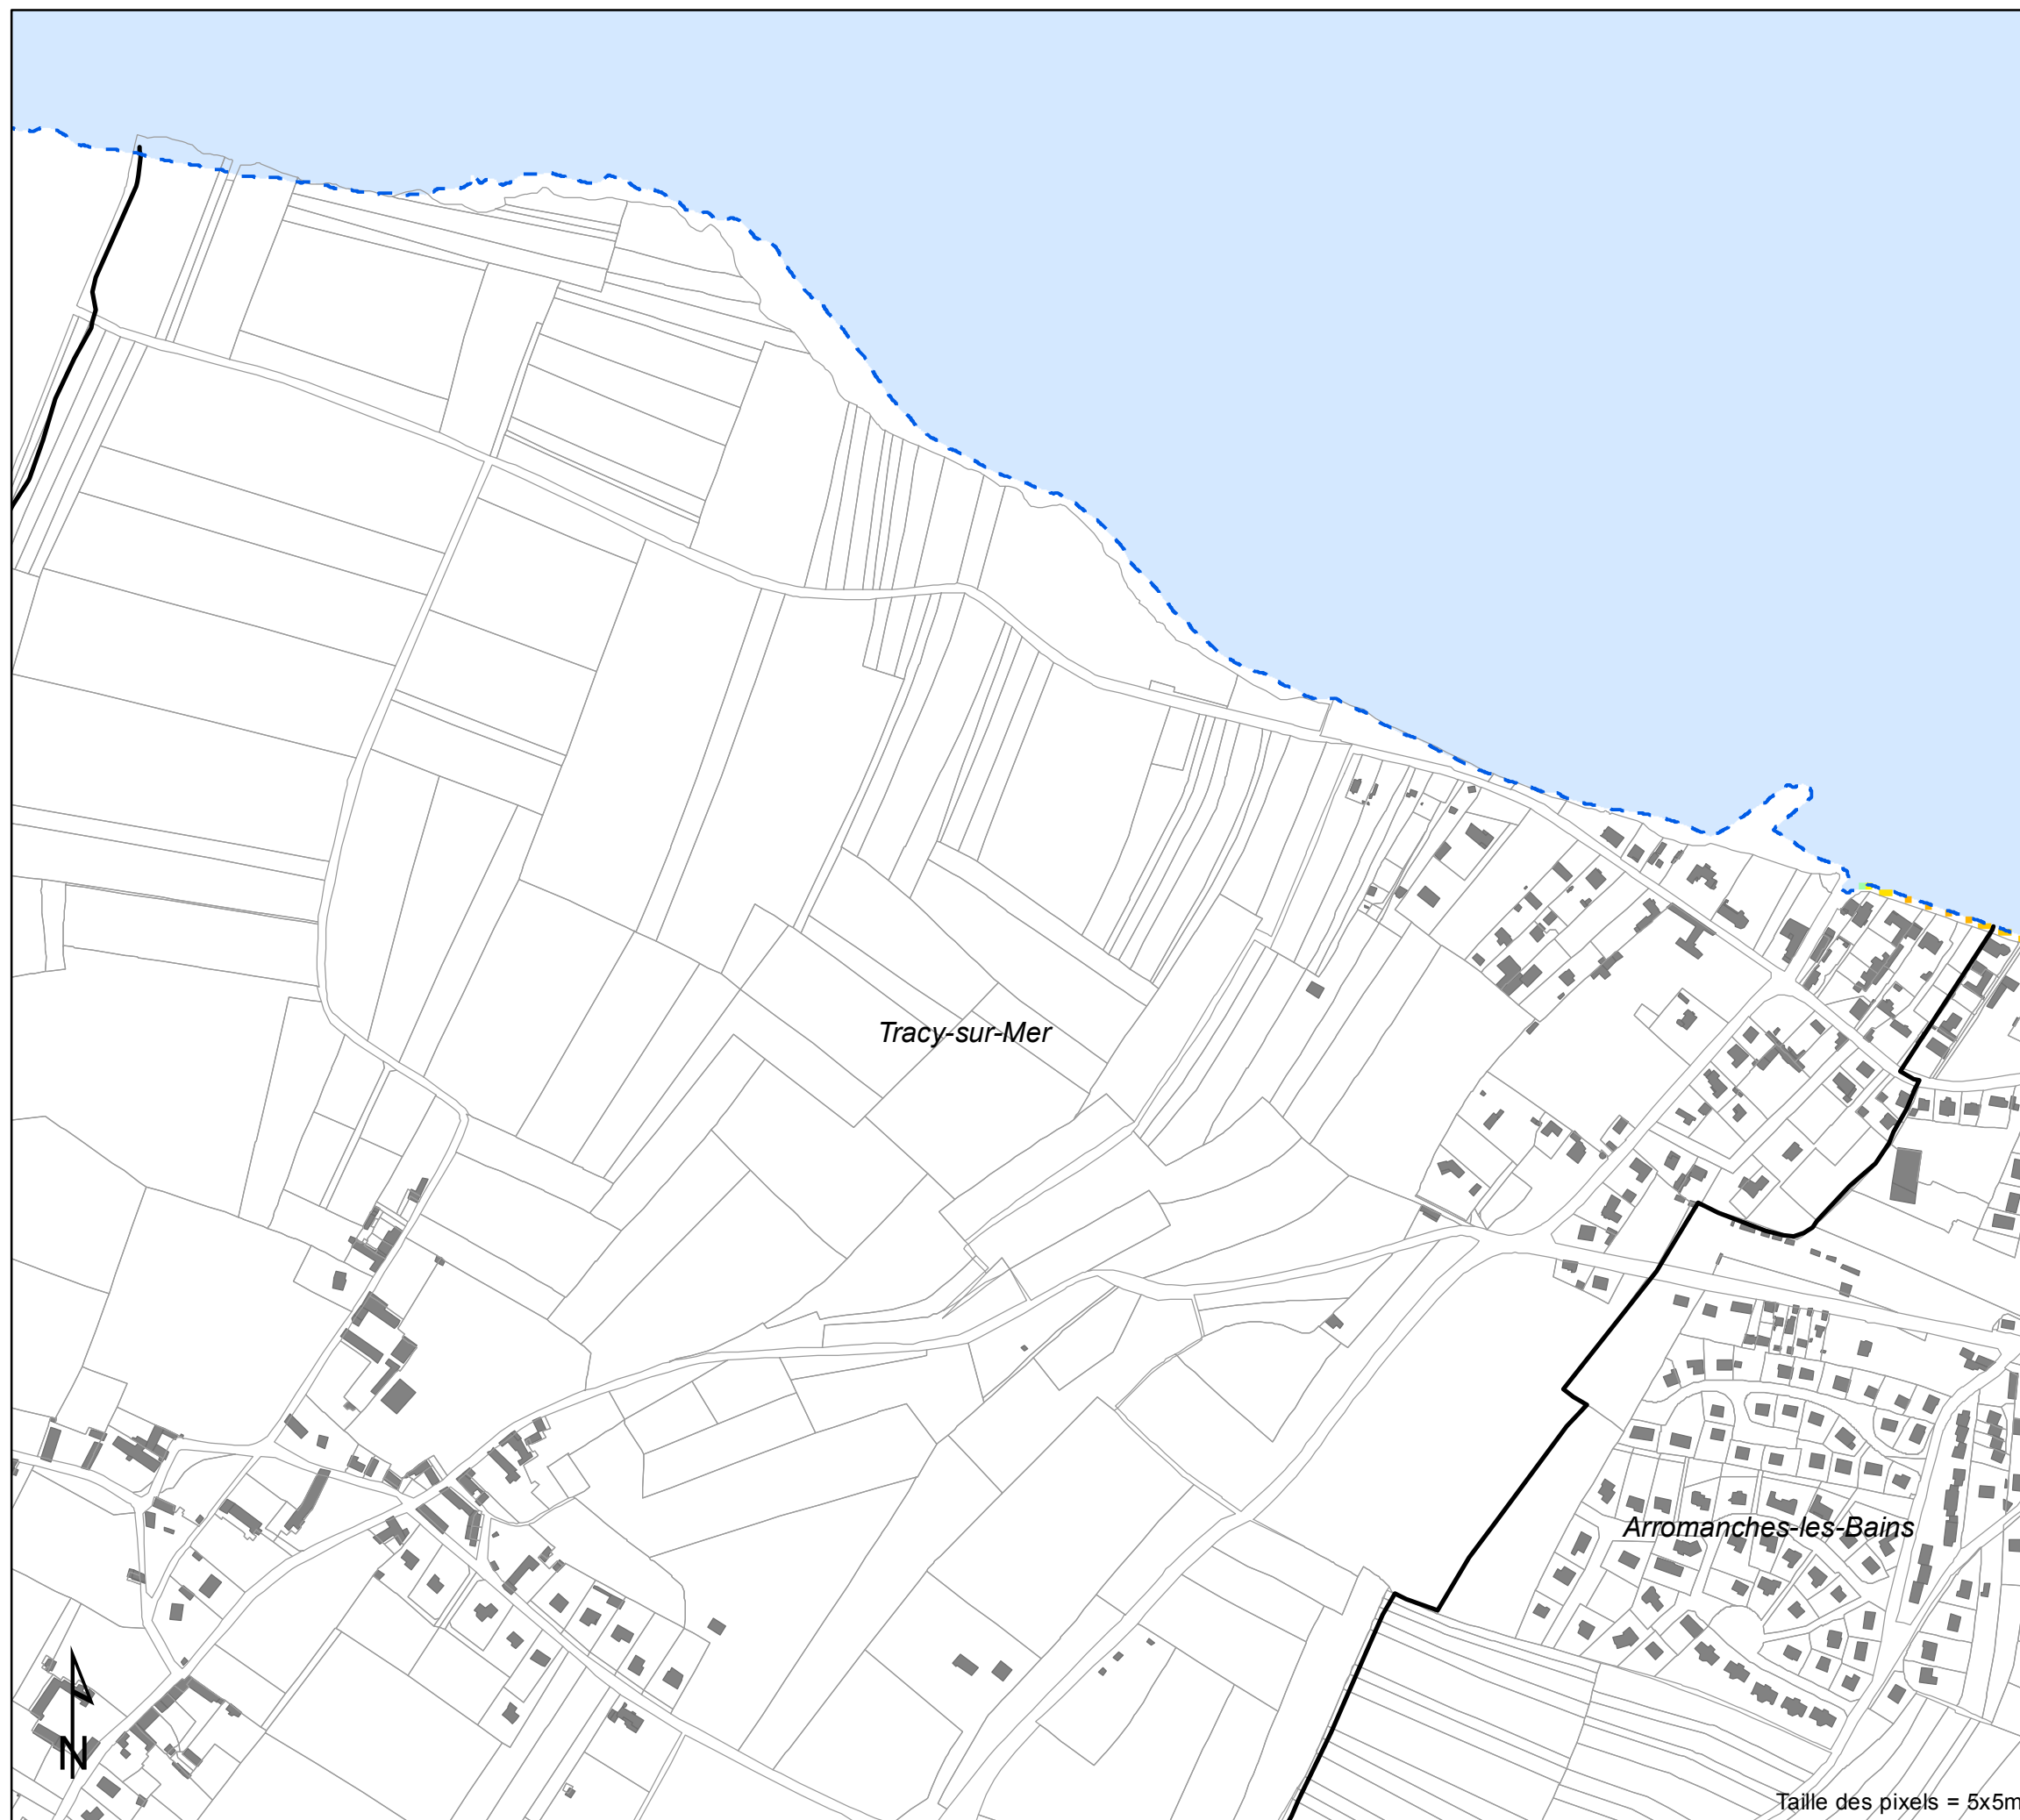 Tracy-sur-Mer
Arromanches-les-Bains
N
Taille des pixels = 5x5m